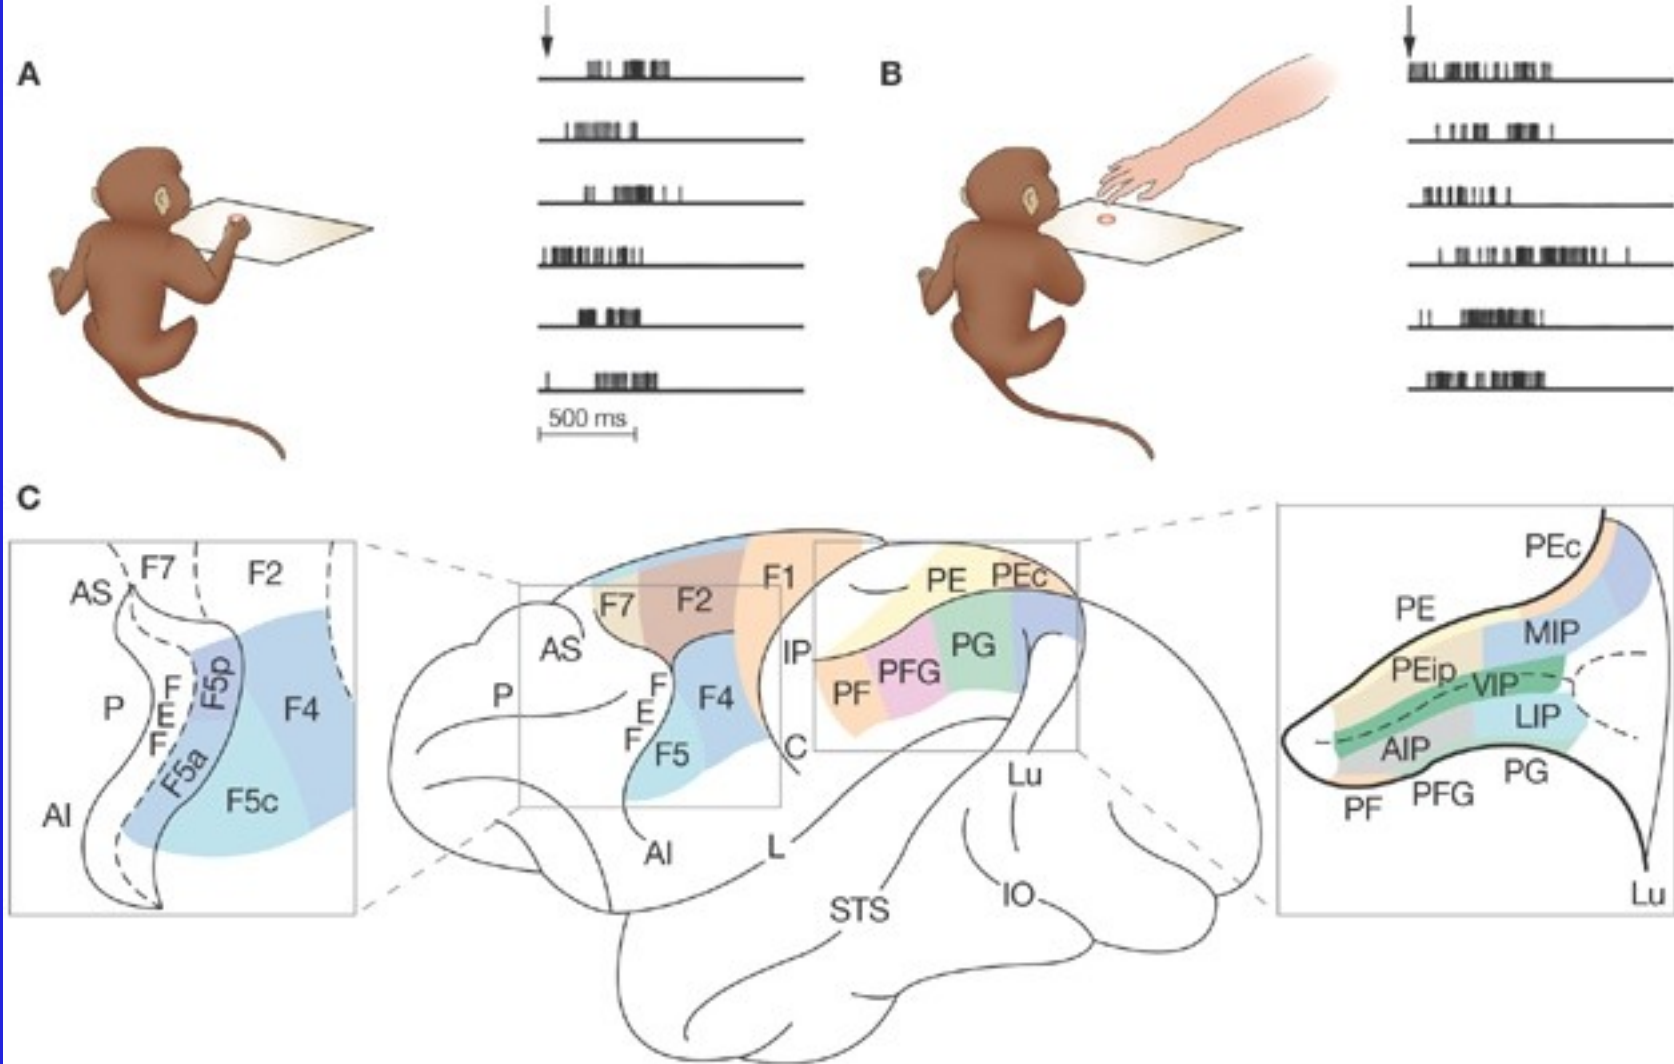 A
B
500 ms
C
F7
F2
AS
P
F
E
F
F5p
F4
F5a
F5c
AI
F1
F7
F2
AS
P
F
E
F
F4
F5
AI
L
STS
IP
PE
PEc
PF
PFG
PG
C
Lu
IO
PEc
PE
MIP
PEip
VIP
LIP
AIP
PG
PFG
PF
Lu